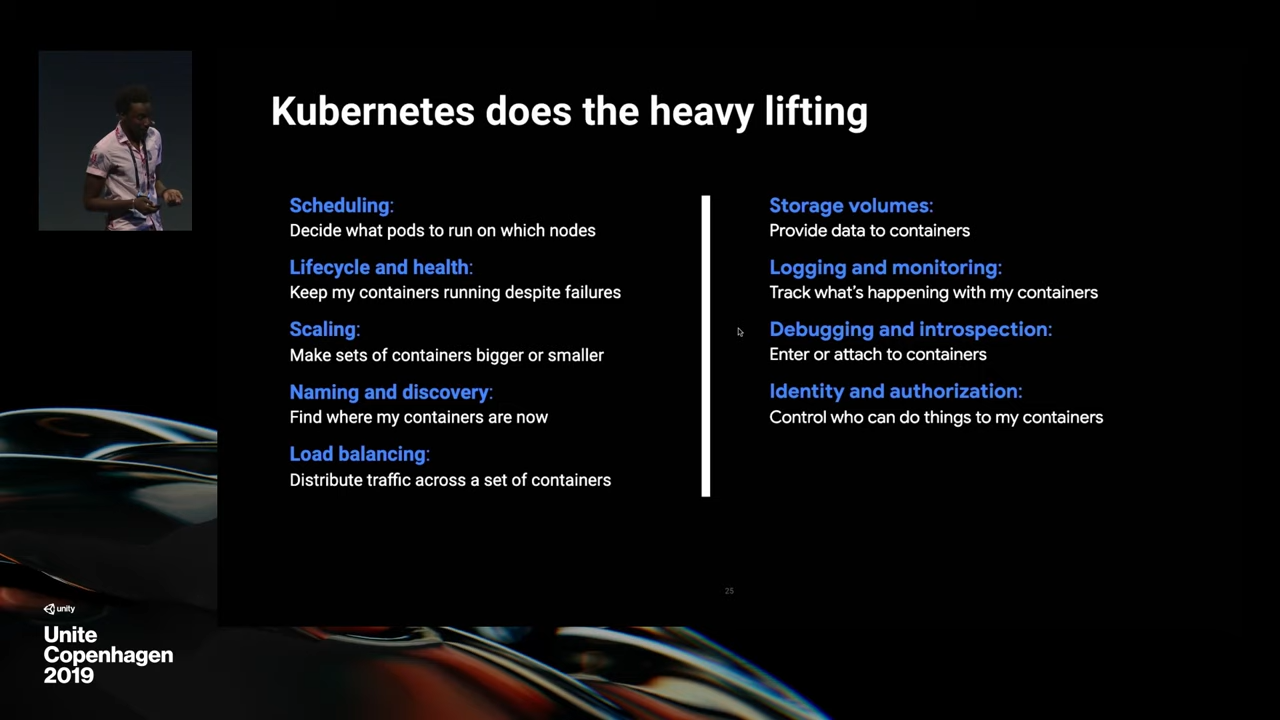 Kubernetes does the heavy lifting
Scheduling:
Decide what pods to run on which nodes
Lifecycle and health:
Keep my containers running despite failures
Scaling:
Make sets of containers bigger or smaller
Naming and discovery:
Find where my containers are now
Load balancing:
Distribute traffic across a set of containers
Storage volumes:
Provide data to containers
Logging and monitoring:
Track what’s happening with my containers
Debugging and introspection:
Enter or attach to containers
Identity and authorization:
Control who can do things to my containers
25
unity
Unite
Copenhagen
2019